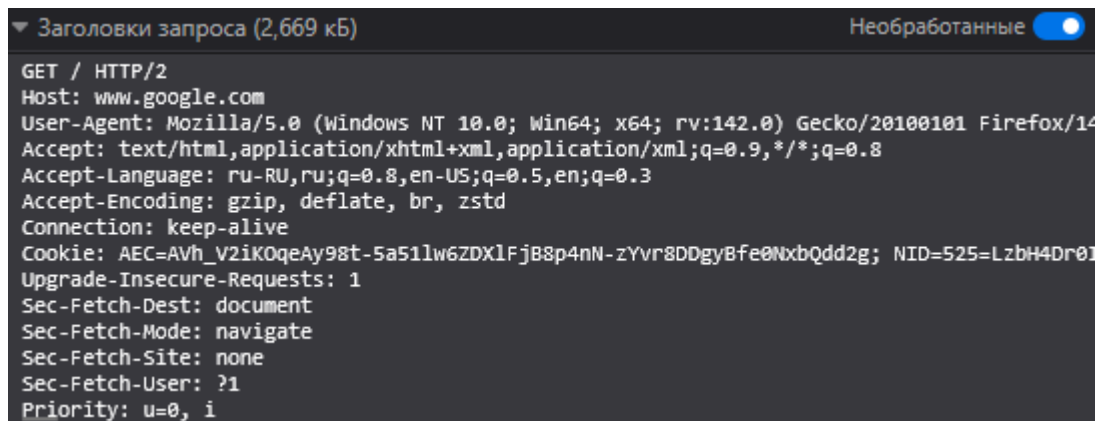 Заголовки запроса (2,669 кБ) Необработанные
GET / HTTP/2
Host: www.google.com
User-Agent: Mozilla/5.0 (Windows NT 10.0; Win64; x64; rv:142.0) Gecko/20100101 Firefox/14
Accept: text/html,application/xhtml+xml,application/xml;q=0.9,*/*;q=0.8
Accept-Language: ru-RU,ru;q=0.8,en-US;q=0.5,en;q=0.3
Accept-Encoding: gzip, deflate, br, zstd
Connection: keep-alive
Cookie: AEC=AVh_V2iKOqeAy98t-5a51lw6ZDXlFjB8p4nN-zYvr8DDgyBfe0NxbQdd2g; NID=525=LzbH4Dr0I
Upgrade-Insecure-Requests: 1
Sec-Fetch-Dest: document
Sec-Fetch-Mode: navigate
Sec-Fetch-Site: none
Sec-Fetch-User: ?1
Priority: u=0, i